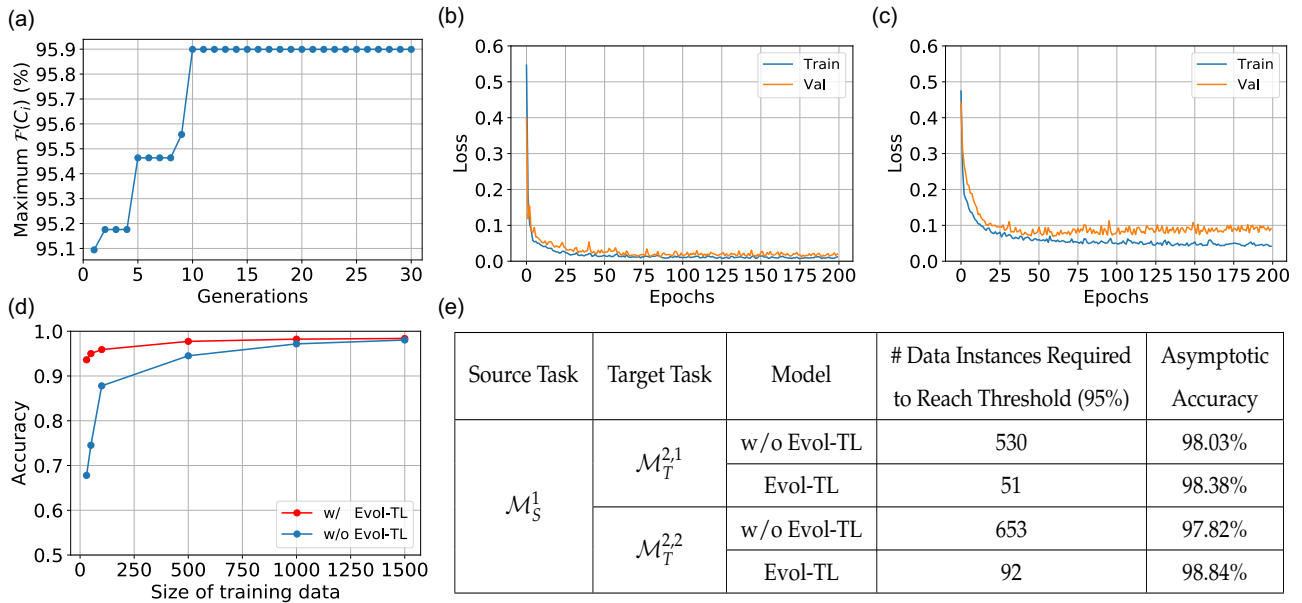 (a)
Maximum F(C_i) (%)
95.9
95.8
95.7
95.6
95.5
95.4
95.3
95.2
95.1
0 5 10 15 20 25 30
Generations
(b)
Loss
0.6
0.5
0.4
0.3
0.2
0.1
0.0
Train
Val
0 25 50 75 100 125 150 175 200
Epochs
(c)
Loss
0.6
0.5
0.4
0.3
0.2
0.1
0.0
Train
Val
0 25 50 75 100 125 150 175 200
Epochs
(d)
Accuracy
1.0
0.9
0.8
0.7
0.6
0.5
w/ Evol-TL
w/o Evol-TL
0 250 500 750 1000 1250 1500
Size of training data
(e)
Source Task Target Task Model # Data Instances Required to Reach Threshold (95%) Asymptotic Accuracy
M_S^1 M_T^{2,1} w/o Evol-TL 530 98.03%
Evol-TL 51 98.38%
M_T^{2,2} w/o Evol-TL 653 97.82%
Evol-TL 92 98.84%